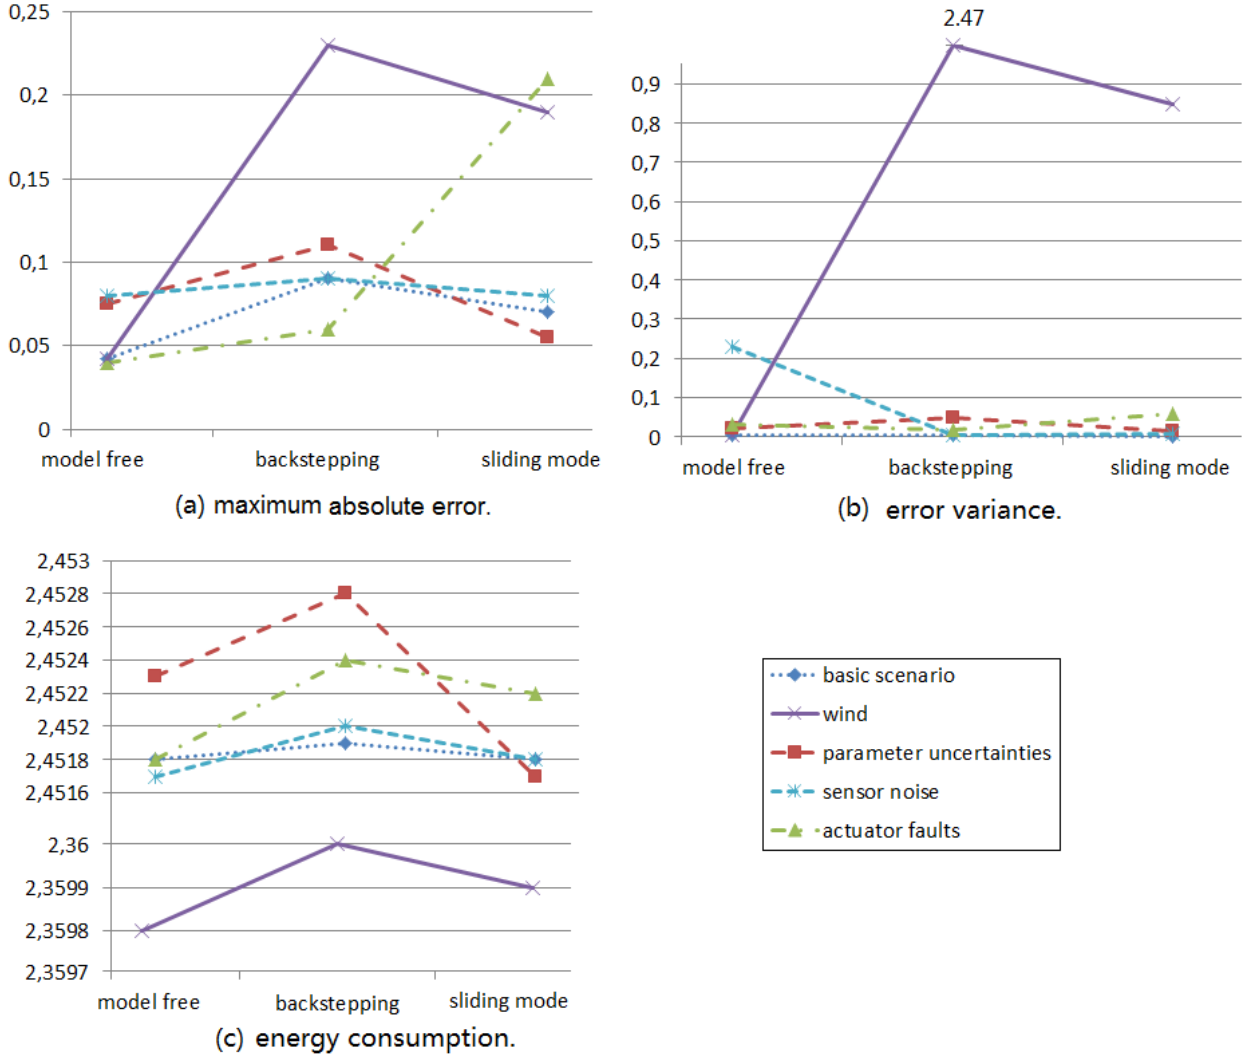 0,25
0,2
0,15
0,1
0,05
0
model free
backstepping
sliding mode
(a) maximum absolute error.
2.47
0,9
0,8
0,7
0,6
0,5
0,4
0,3
0,2
0,1
0
model free
backstepping
sliding mode
(b) error variance.
2,453
2,4528
2,4526
2,4524
2,4522
2,452
2,4518
2,4516
2,36
2,3599
2,3598
2,3597
model free
backstepping
sliding mode
(c) energy consumption.
basic scenario
wind
parameter uncertainties
sensor noise
actuator faults